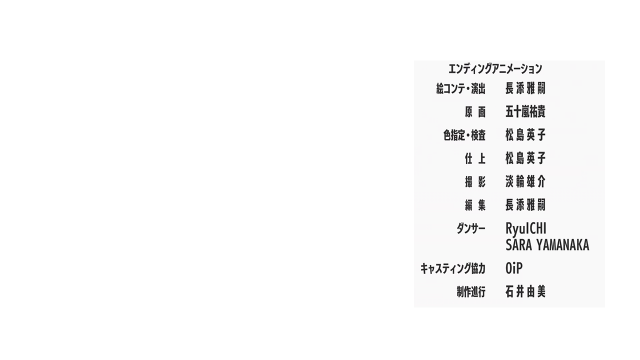 エンディングアニメーション
絵コンテ・演出 長添雅嗣
原画 五十嵐祐貴
色指定・検査 松島英子
仕上 松島英子
撮影 淡輪雄介
編集 長添雅嗣
ダンサー RyuICHI
SARA YAMANAKA
キャスティング協力 OiP
制作進行 石井由美